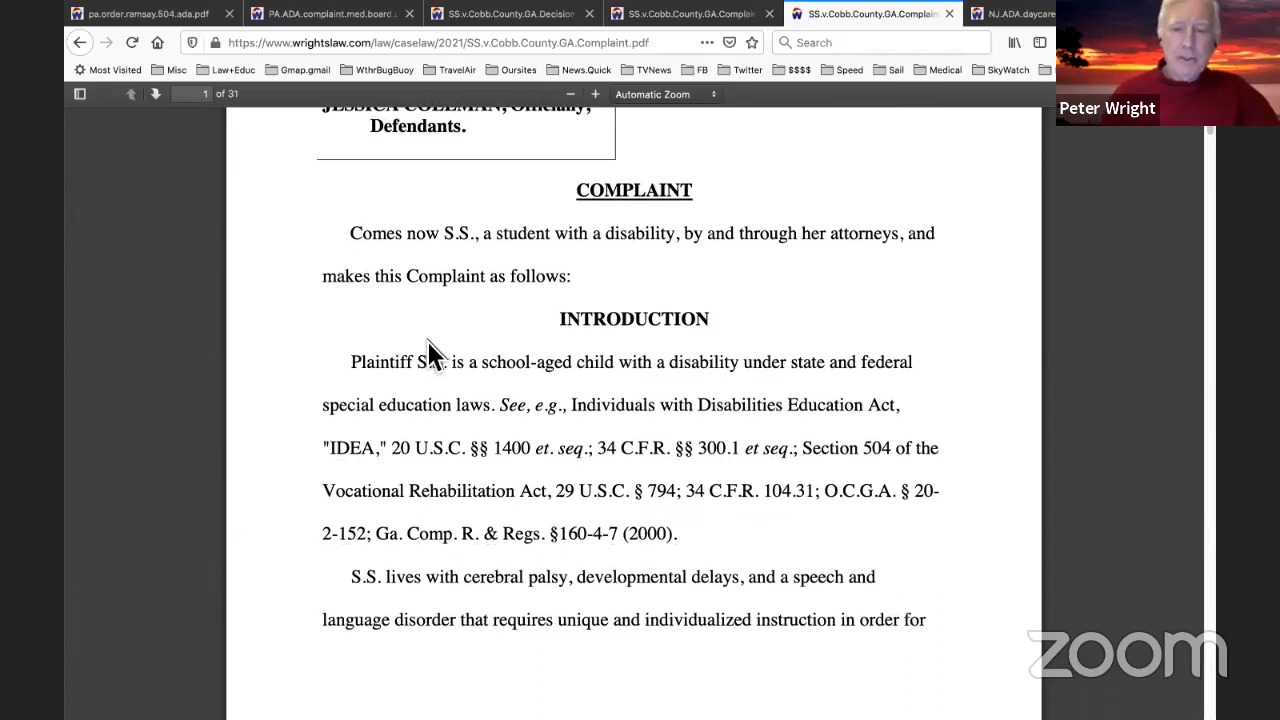 pa.order.ramsay.504.ada.pdf
PA.ADA.complaint.med.board.
SS.v.Cobb.County.GA.Decision
SS.v.Cobb.County.GA.Complain
SS.v.Cobb.County.GA.Complain
NJ.ADA.daycare
https://www.wrightslaw.com/law/caselaw/2021/SS.v.Cobb.County.GA.Complaint.pdf
Search
Most Visited Misc Law+Educ Gmap.gmail WthrBugBuoy TravelAir Oursites News.Quick TVNews FB Twitter $$$$ Speed Sail Medical SkyWatch
1 of 31
Automatic Zoom
Peter Wright
JESSICA COLEMAN, Officially,
Defendants.
COMPLAINT
Comes now S.S., a student with a disability, by and through her attorneys, and
makes this Complaint as follows:
INTRODUCTION
Plaintiff S.S. is a school-aged child with a disability under state and federal
special education laws. See, e.g., Individuals with Disabilities Education Act,
"IDEA," 20 U.S.C. §§ 1400 et. seq.; 34 C.F.R. §§ 300.1 et seq.; Section 504 of the
Vocational Rehabilitation Act, 29 U.S.C. § 794; 34 C.F.R. 104.31; O.C.G.A. § 20-
2-152; Ga. Comp. R. & Regs. §160-4-7 (2000).
S.S. lives with cerebral palsy, developmental delays, and a speech and
language disorder that requires unique and individualized instruction in order for
zoom